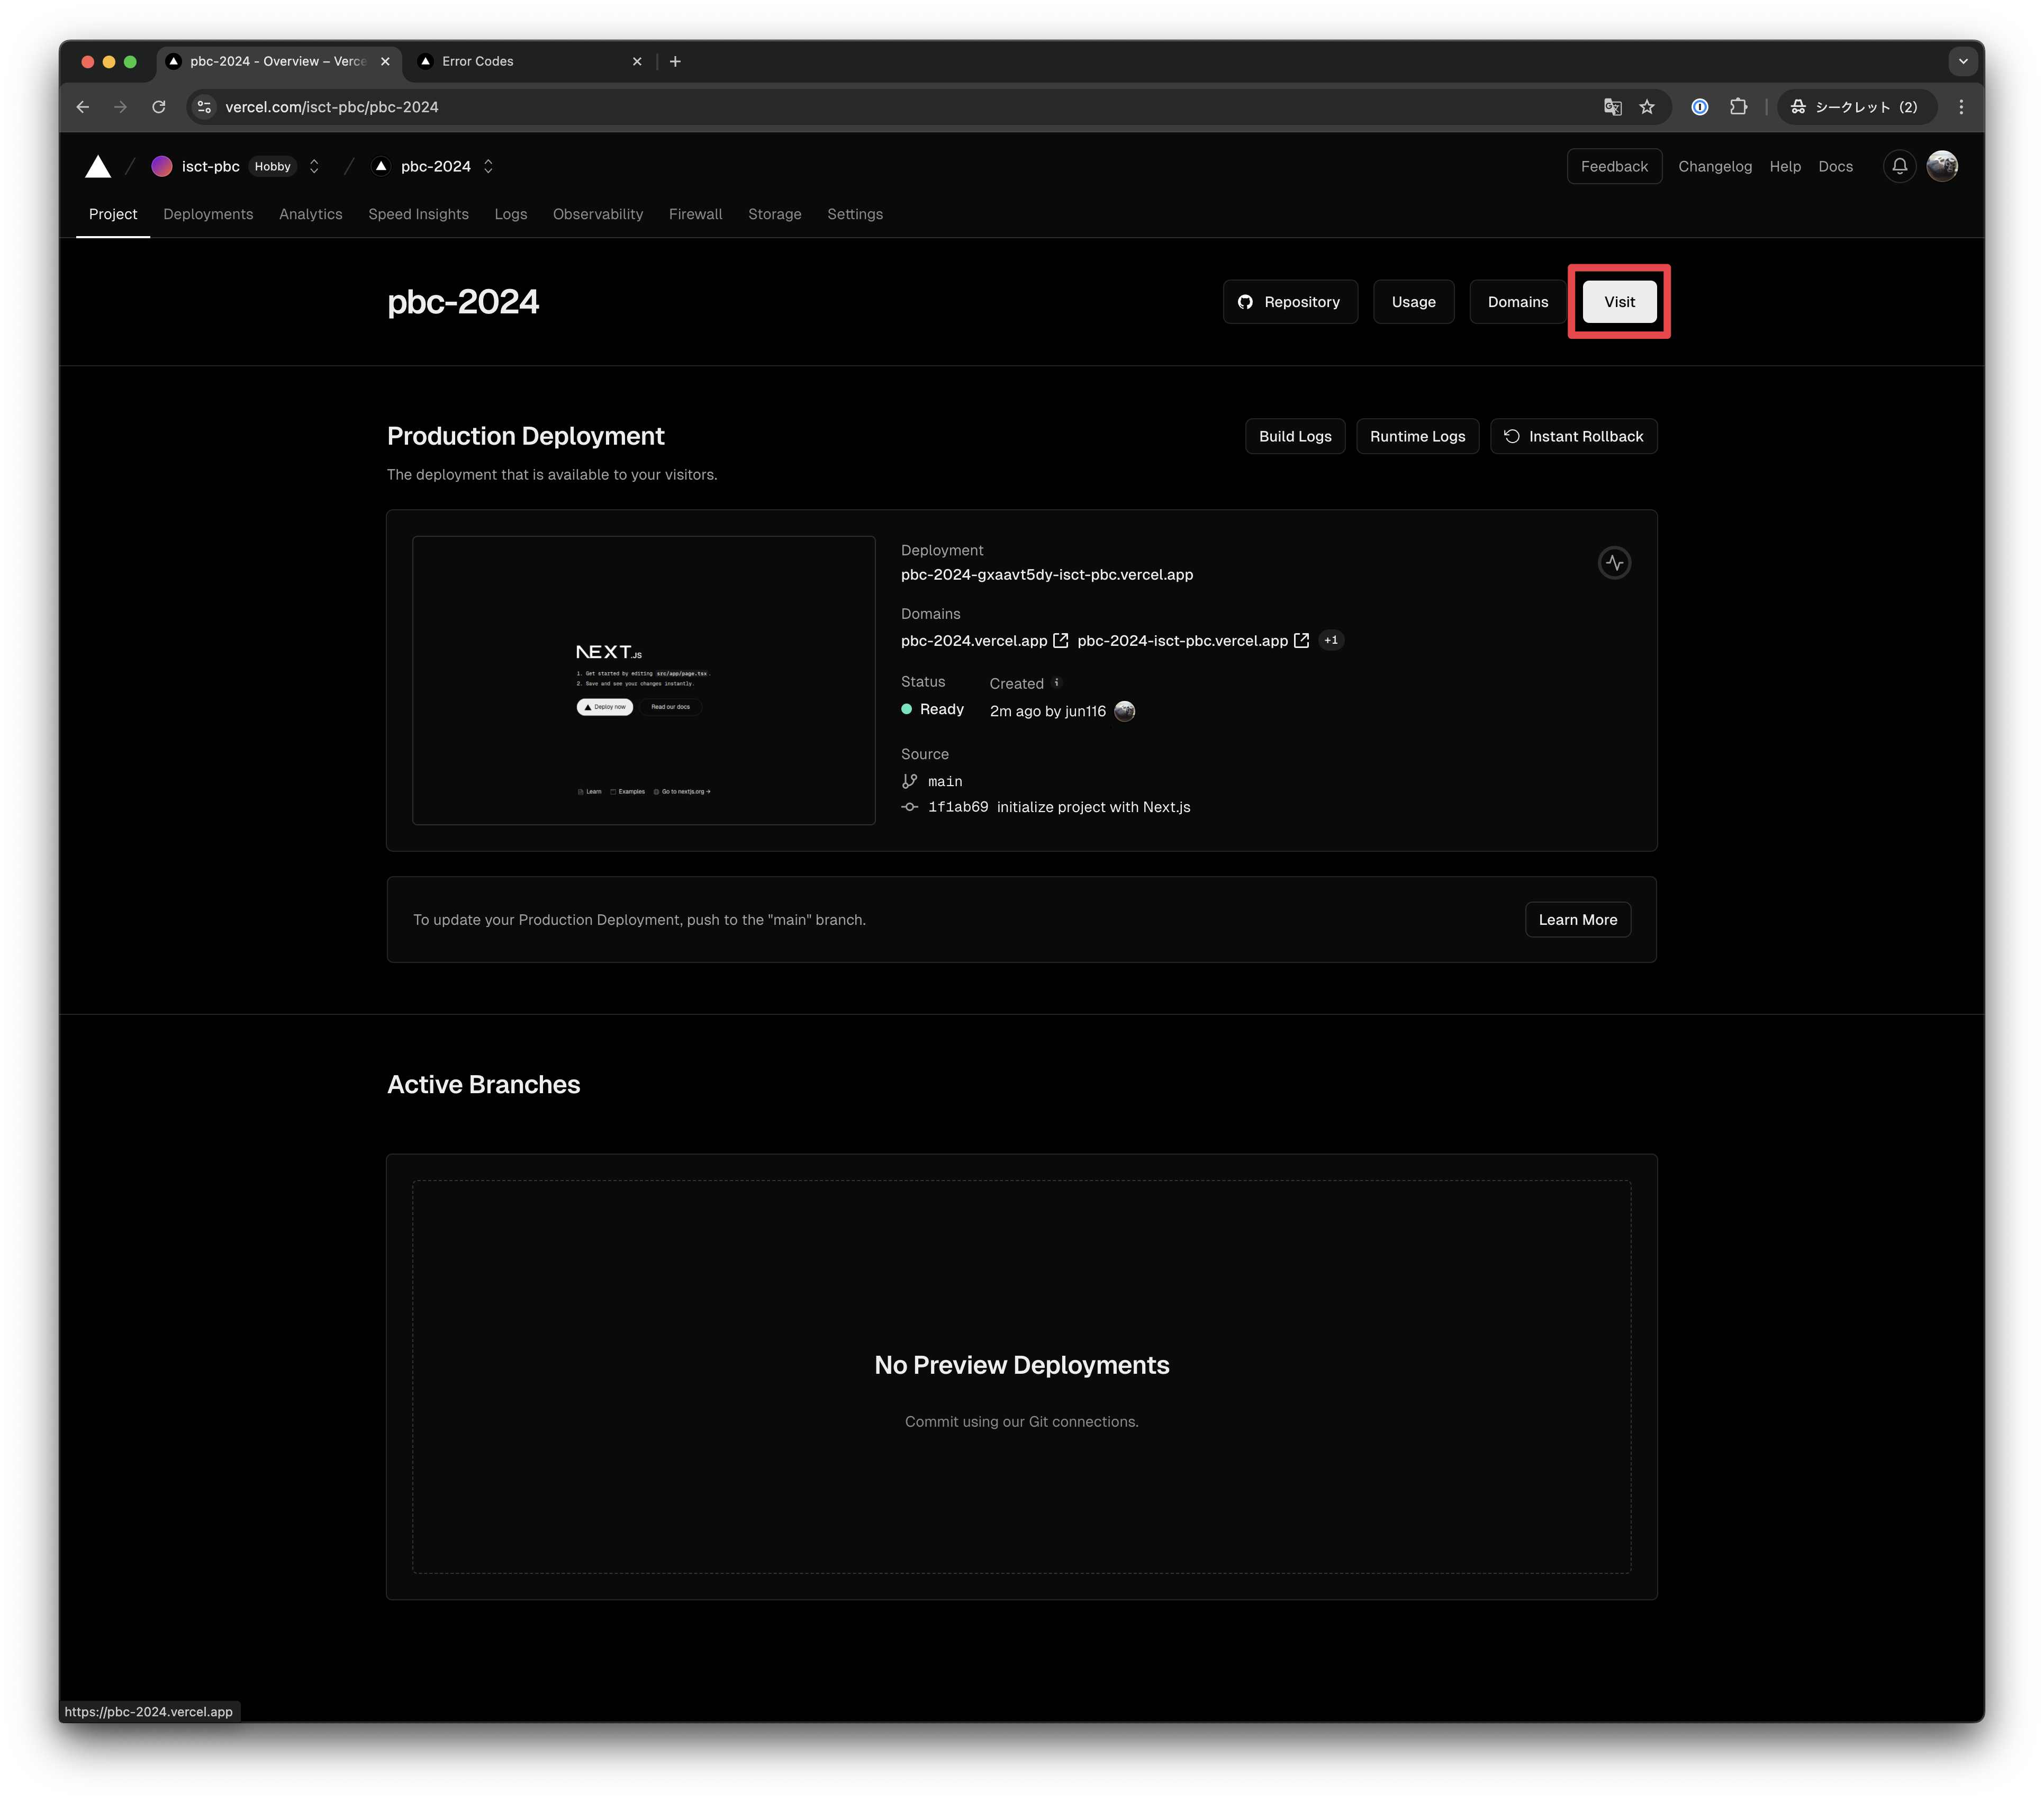 pbc-2024 - Overview – Verce
Error Codes
vercel.com/isct-pbc/pbc-2024
シークレット (2)
isct-pbc Hobby
pbc-2024
Feedback Changelog Help Docs
Project Deployments Analytics Speed Insights Logs Observability Firewall Storage Settings
pbc-2024
Repository Usage Domains Visit
Production Deployment
Build Logs Runtime Logs Instant Rollback
The deployment that is available to your visitors.
NEXT.JS
1. Get started by editing src/app/page.tsx.
2. Save and see your changes instantly.
Deploy now Read our docs
Learn Examples Go to nextjs.org →
Deployment
pbc-2024-gxaavt5dy-isct-pbc.vercel.app
Domains
pbc-2024.vercel.app pbc-2024-isct-pbc.vercel.app +1
Status Created
Ready 2m ago by jun116
Source
main
1f1ab69 initialize project with Next.js
To update your Production Deployment, push to the "main" branch.
Learn More
Active Branches
No Preview Deployments
Commit using our Git connections.
https://pbc-2024.vercel.app